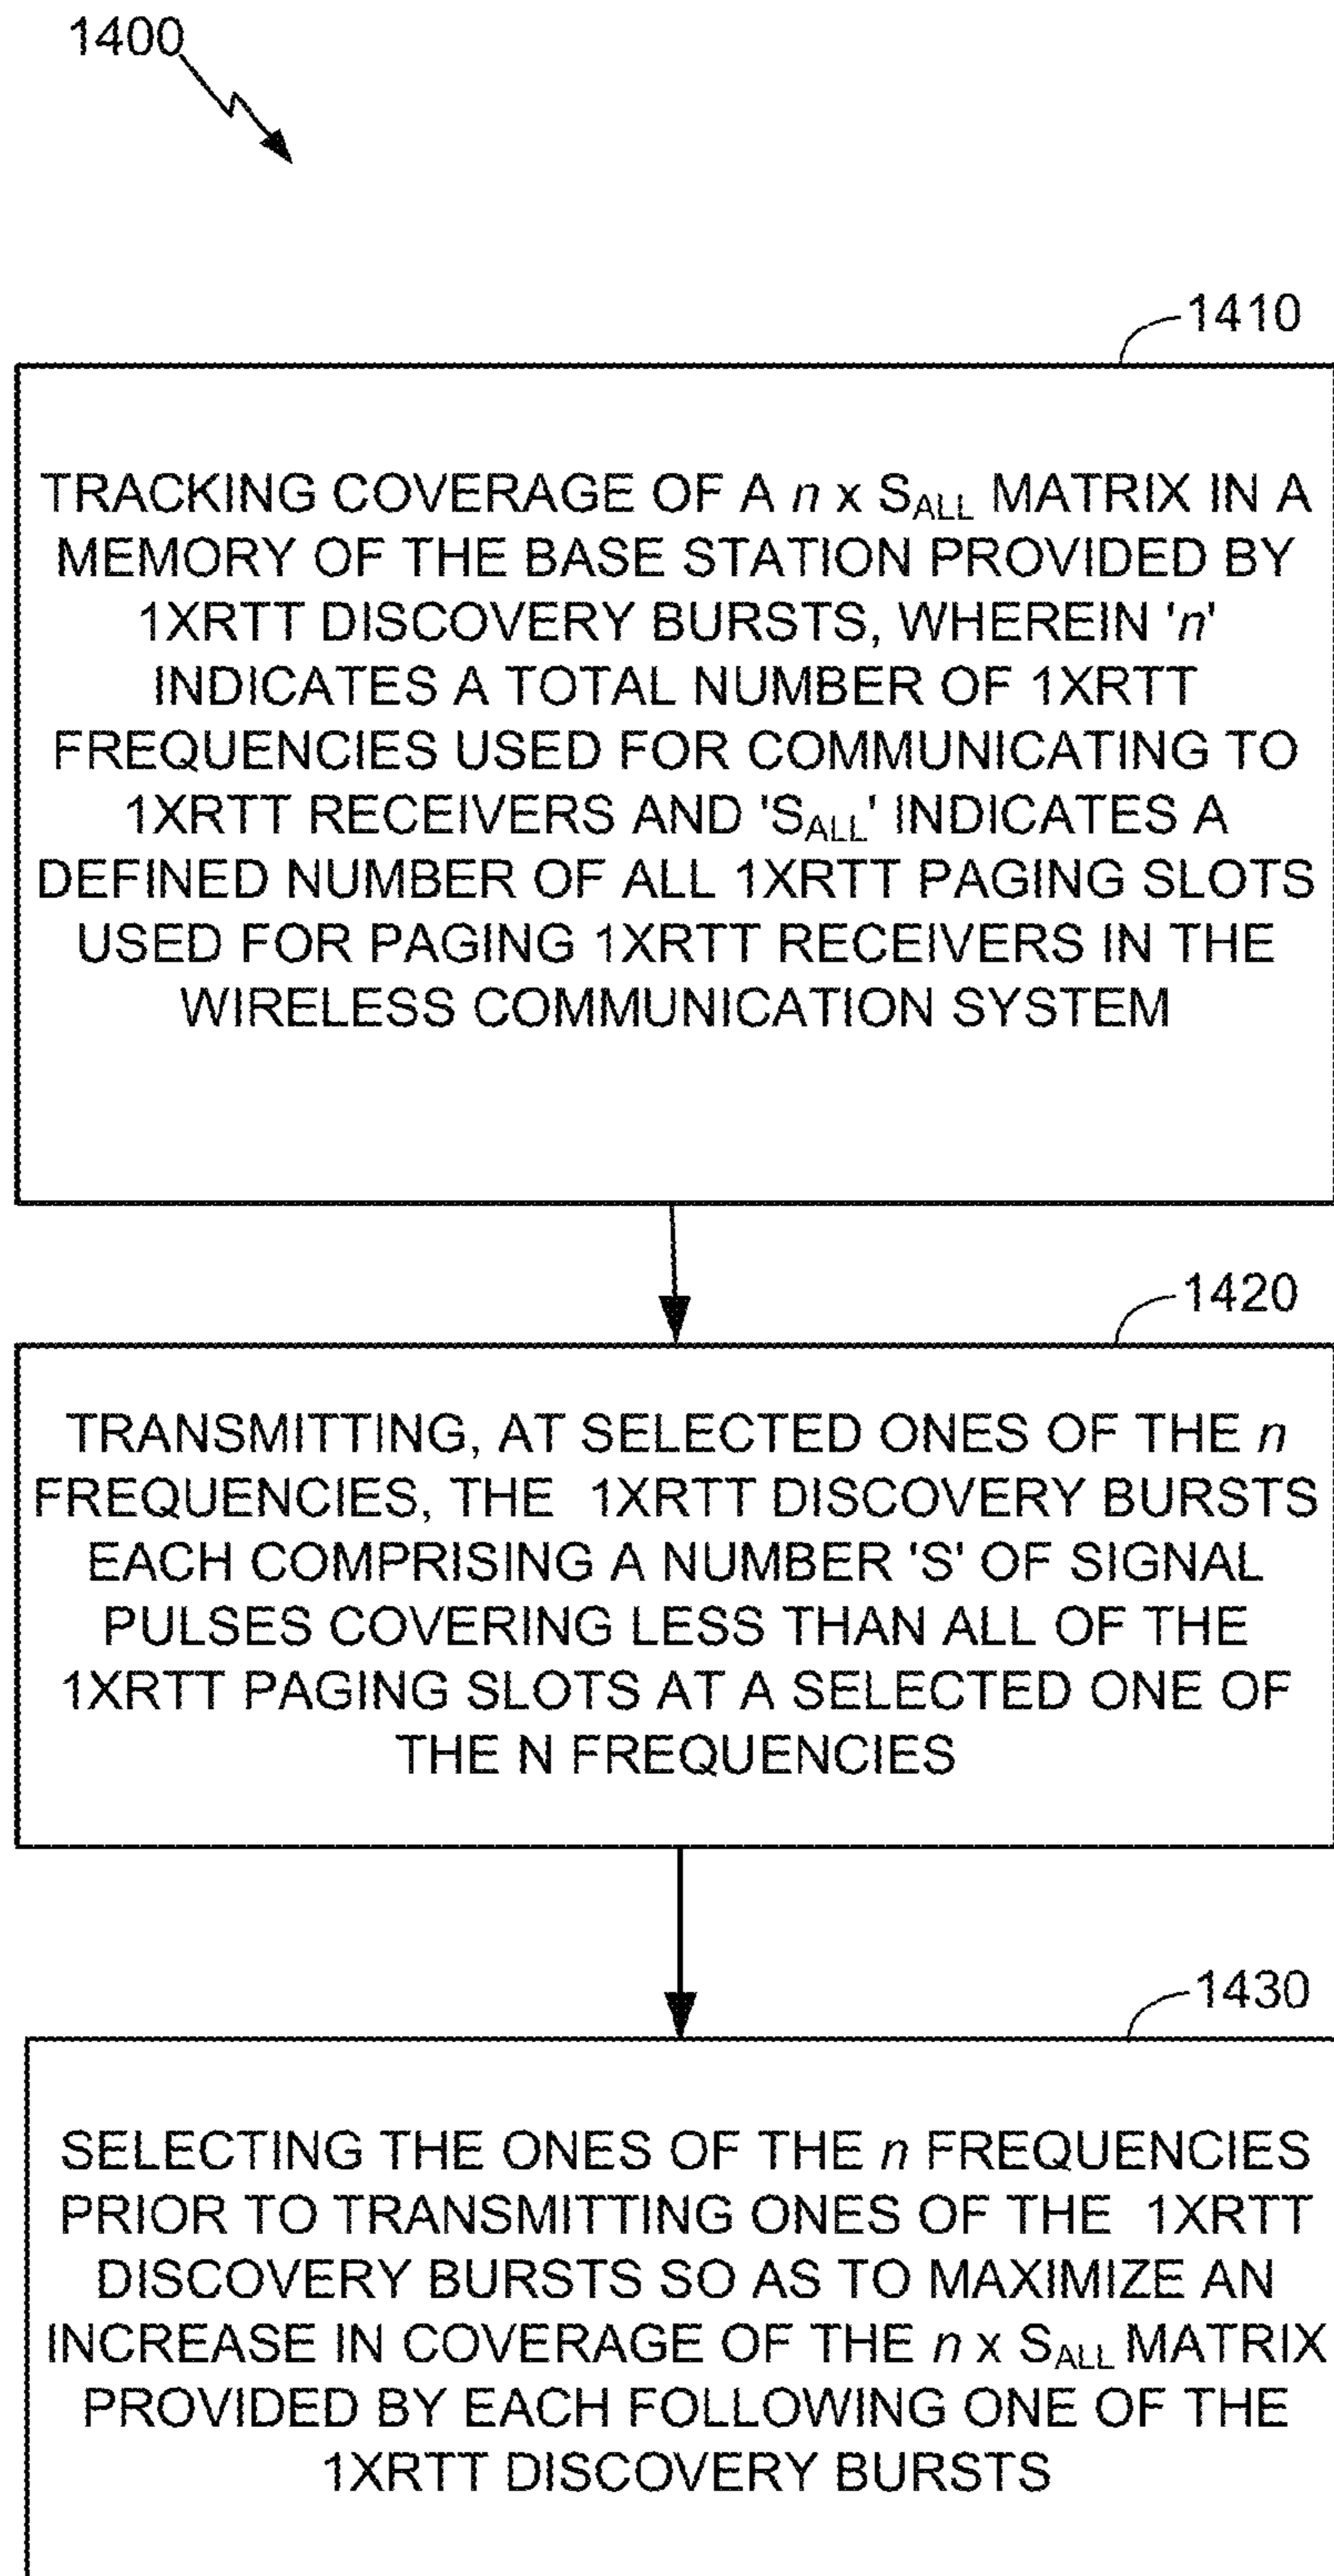 1400
1410
TRACKING COVERAGE OF A n x SALL MATRIX IN A
MEMORY OF THE BASE STATION PROVIDED BY
1XRTT DISCOVERY BURSTS, WHEREIN 'n'
INDICATES A TOTAL NUMBER OF 1XRTT
FREQUENCIES USED FOR COMMUNICATING TO
1XRTT RECEIVERS AND 'SALL' INDICATES A
DEFINED NUMBER OF ALL 1XRTT PAGING SLOTS
USED FOR PAGING 1XRTT RECEIVERS IN THE
WIRELESS COMMUNICATION SYSTEM
1420
TRANSMITTING, AT SELECTED ONES OF THE n
FREQUENCIES, THE 1XRTT DISCOVERY BURSTS
EACH COMPRISING A NUMBER 'S' OF SIGNAL
PULSES COVERING LESS THAN ALL OF THE
1XRTT PAGING SLOTS AT A SELECTED ONE OF
THE N FREQUENCIES
1430
SELECTING THE ONES OF THE n FREQUENCIES
PRIOR TO TRANSMITTING ONES OF THE 1XRTT
DISCOVERY BURSTS SO AS TO MAXIMIZE AN
INCREASE IN COVERAGE OF THE n x SALL MATRIX
PROVIDED BY EACH FOLLOWING ONE OF THE
1XRTT DISCOVERY BURSTS